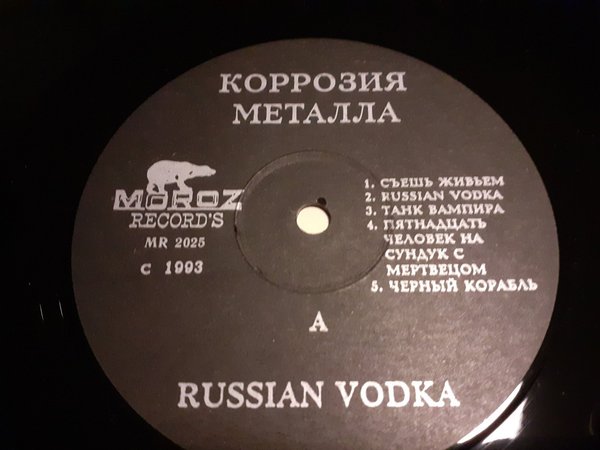 КОРРОЗИЯ
МЕТАЛЛА
MOROZ
RECORD'S
MR 2025
c 1993
1. СЪЕШЬ ЖИВЬЕМ
2. RUSSIAN VODKA
3. ТАНК ВАМПИРА
4. ПЯТНАДЦАТЬ
ЧЕЛОВЕК НА
СУНДУК С
МЕРТВЕЦОМ
5. ЧЕРНЫЙ КОРАБЛЬ
A
RUSSIAN VODKA